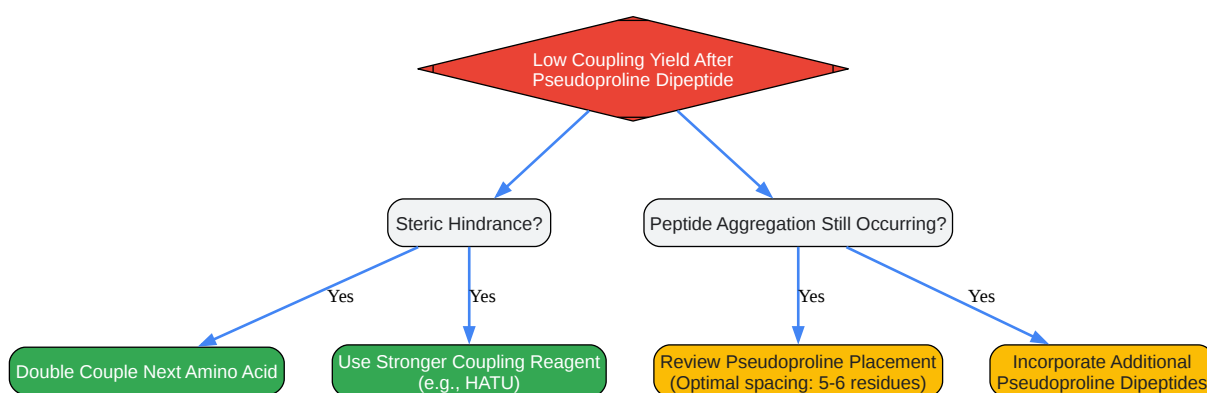 Low Coupling Yield After
Pseudoproline Dipeptide
Steric Hindrance?
Peptide Aggregation Still Occurring?
Yes
Yes
Yes
Yes
Double Couple Next Amino Acid
Use Stronger Coupling Reagent
(e.g., HATU)
Review Pseudoproline Placement
(Optimal spacing: 5-6 residues)
Incorporate Additional
Pseudoproline Dipeptides